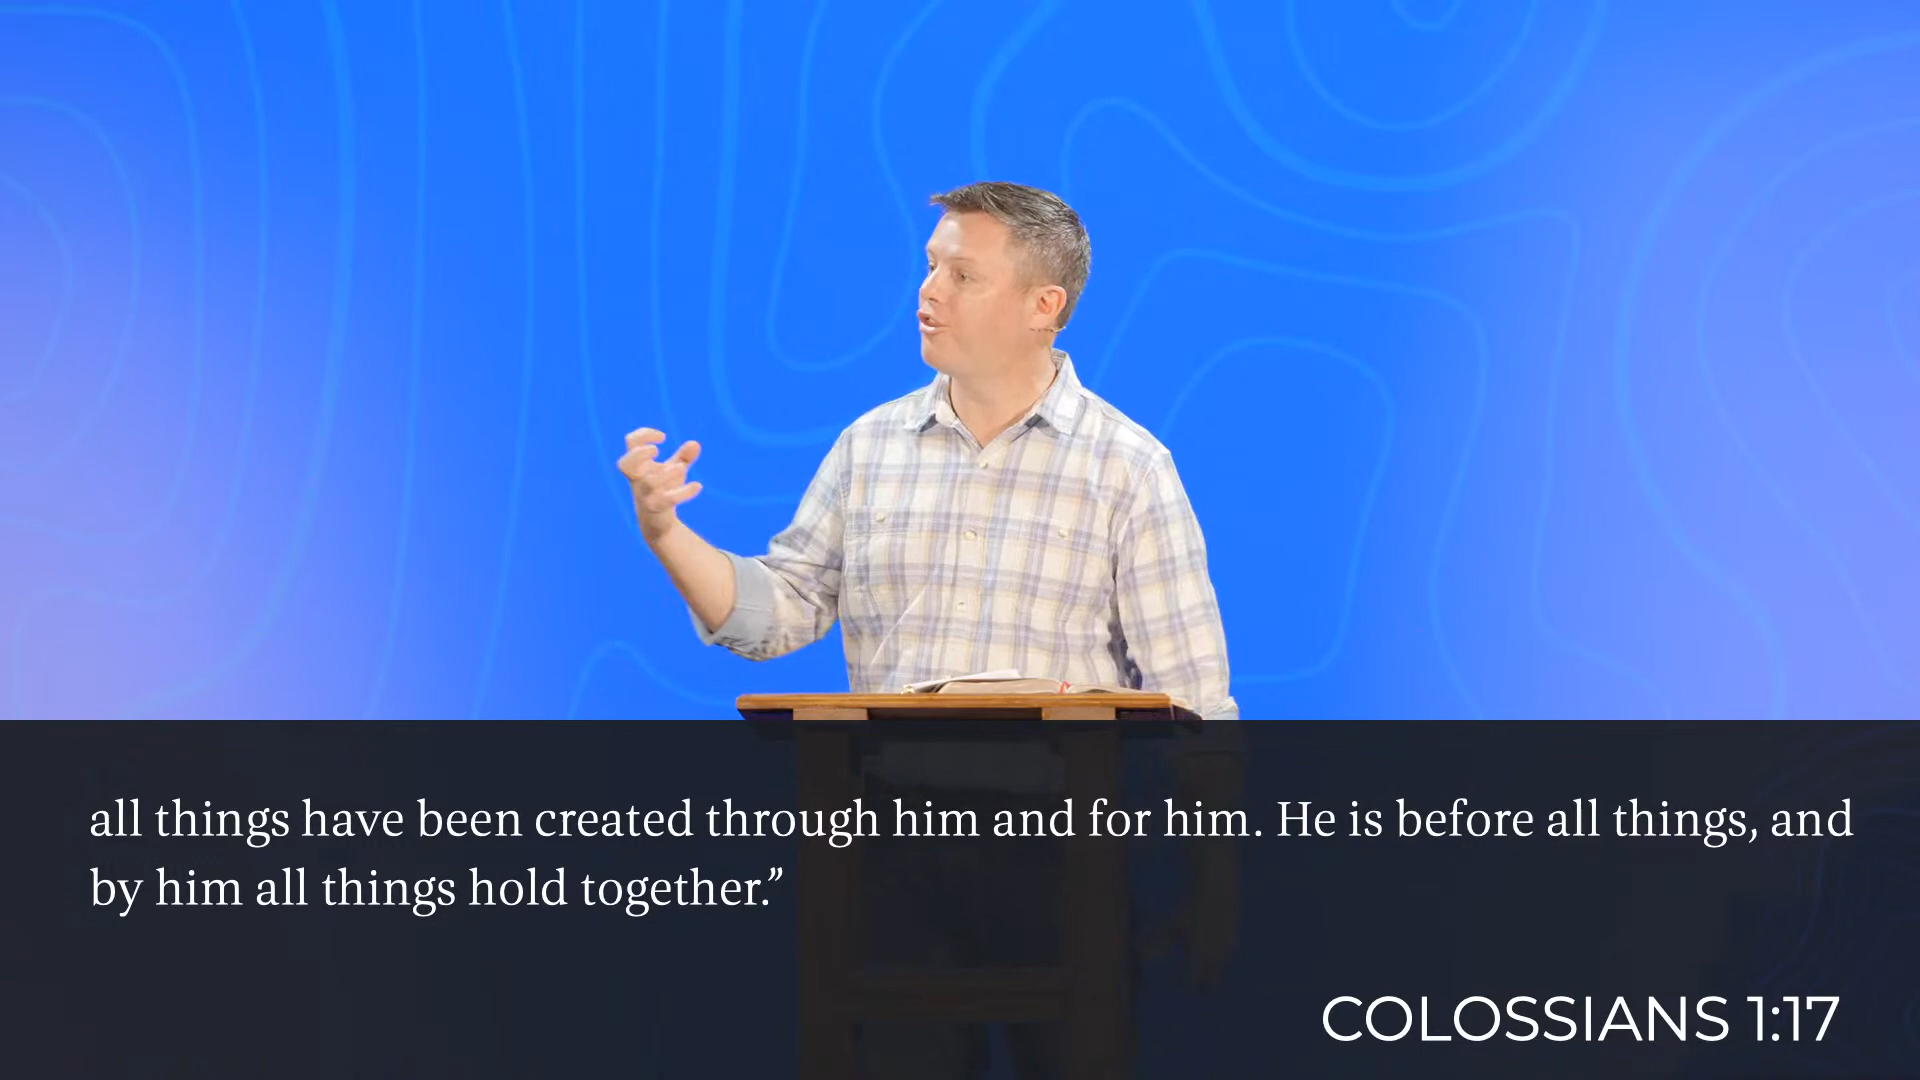 all things have been created through him and for him. He is before all things, and
by him all things hold together.”
COLOSSIANS 1:17